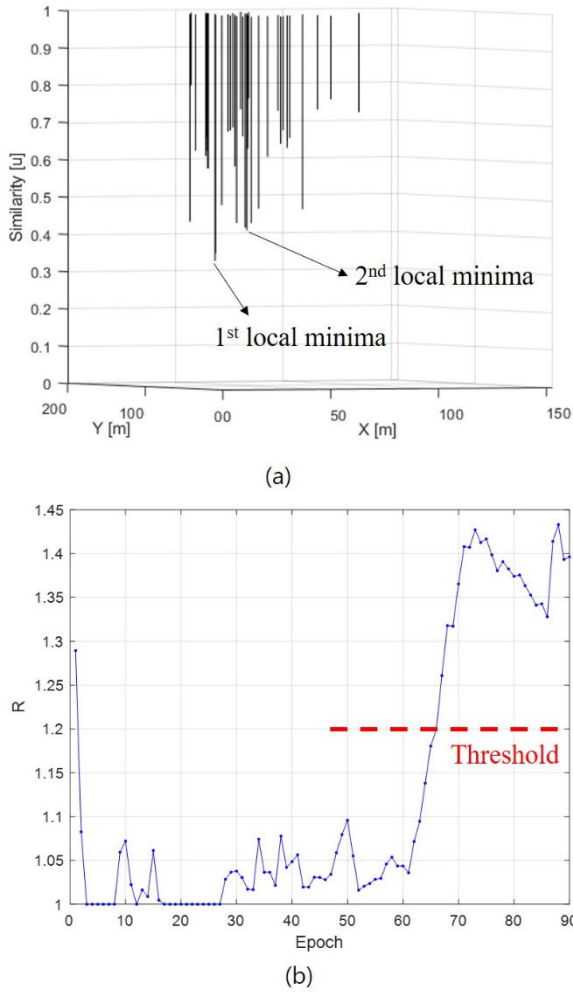 1
0.9
0.8
0.7
0.6
0.5
0.4
0.3
0.2
0.1
0
Similarity [u]
2nd local minima
1st local minima
200 100 00 50 100 150
Y [m] X [m]
(a)
1.45
1.4
1.35
1.3
1.25
1.2
1.15
1.1
1.05
1
R
Threshold
0 10 20 30 40 50 60 70 80 90
Epoch
(b)